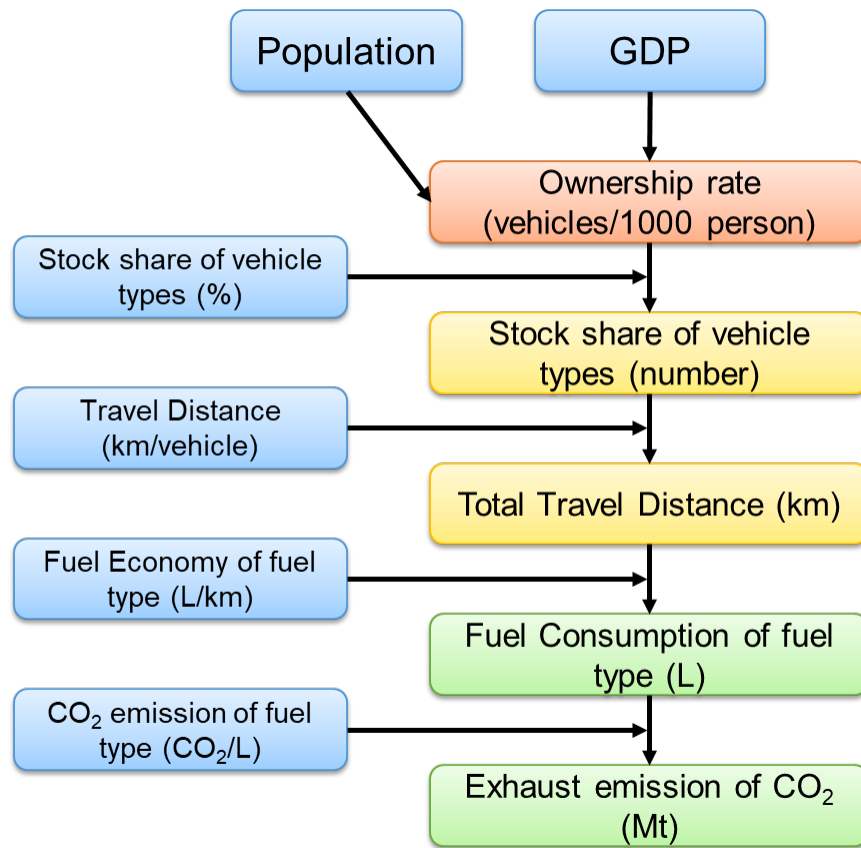 Population
GDP
Ownership rate
(vehicles/1000 person)
Stock share of vehicle
types (%)
Stock share of vehicle
types (number)
Travel Distance
(km/vehicle)
Total Travel Distance (km)
Fuel Economy of fuel
type (L/km)
Fuel Consumption of fuel
type (L)
CO₂ emission of fuel
type (CO₂/L)
Exhaust emission of CO₂
(Mt)